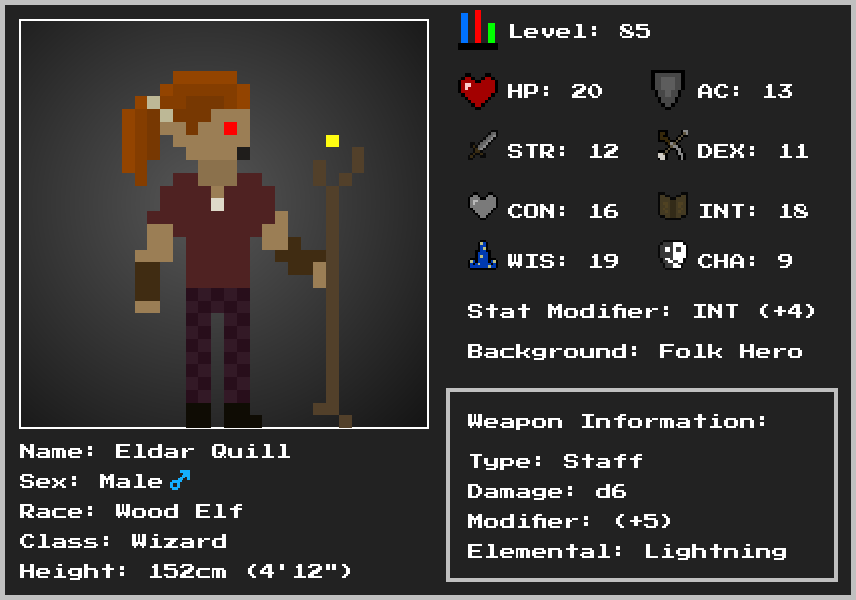 Level: 85
HP: 20 AC: 13
STR: 12 DEX: 11
CON: 16 INT: 18
WIS: 19 CHA: 9
Stat Modifier: INT (+4)
Background: Folk Hero
Weapon Information:
Type: Staff
Damage: d6
Modifier: (+5)
Elemental: Lightning
Name: Eldar Quill
Sex: Male♂
Race: Wood Elf
Class: Wizard
Height: 152cm (4'12")